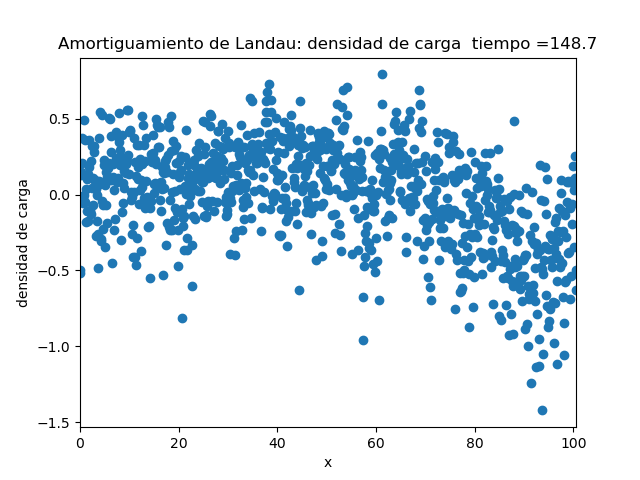 Amortiguamiento de Landau: densidad de carga  tiempo =148.7
densidad de carga
0.5
0.0
−0.5
−1.0
−1.5
0 20 40 60 80 100
x